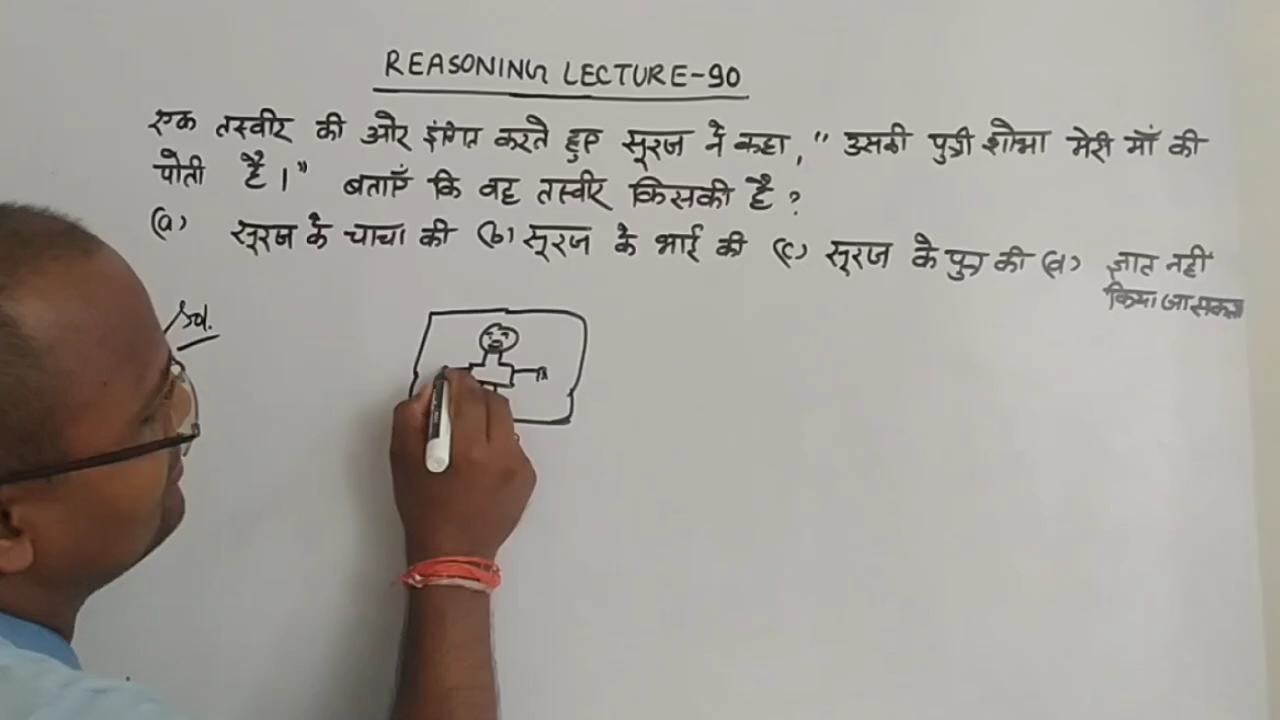 REASONING LECTURE-90
एक तस्वीर की ओर इंगित करते हुए सूरज ने कहा, "उसकी पुत्री शोभा मेरी माँ की
पोती है।" बताएँ कि वह तस्वीर किसकी है?
(a) सूरज के चाचा की (b) सूरज के भाई की (c) सूरज के पुत्र की (d) ज्ञात नहीं
किया जा सकता
Sol.